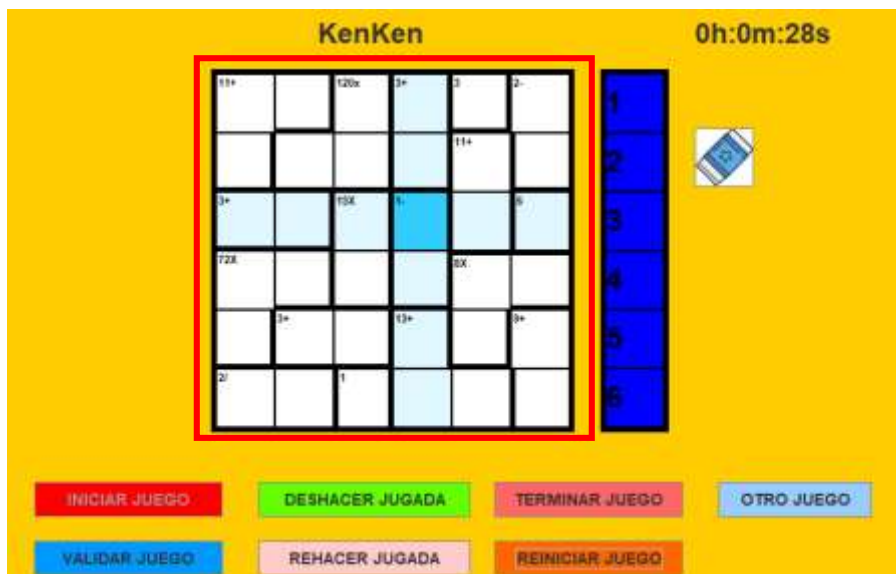 KenKen 0h:0m:28s
11+ 120x 3+ 3 2-
1
11+
2
3+ 15X 1- 6
3
72X 8X
4
3+ 13+ 9+
5
2/ 1
6
INICIAR JUEGO DESHACER JUGADA TERMINAR JUEGO OTRO JUEGO
VALIDAR JUEGO REHACER JUGADA REINICIAR JUEGO